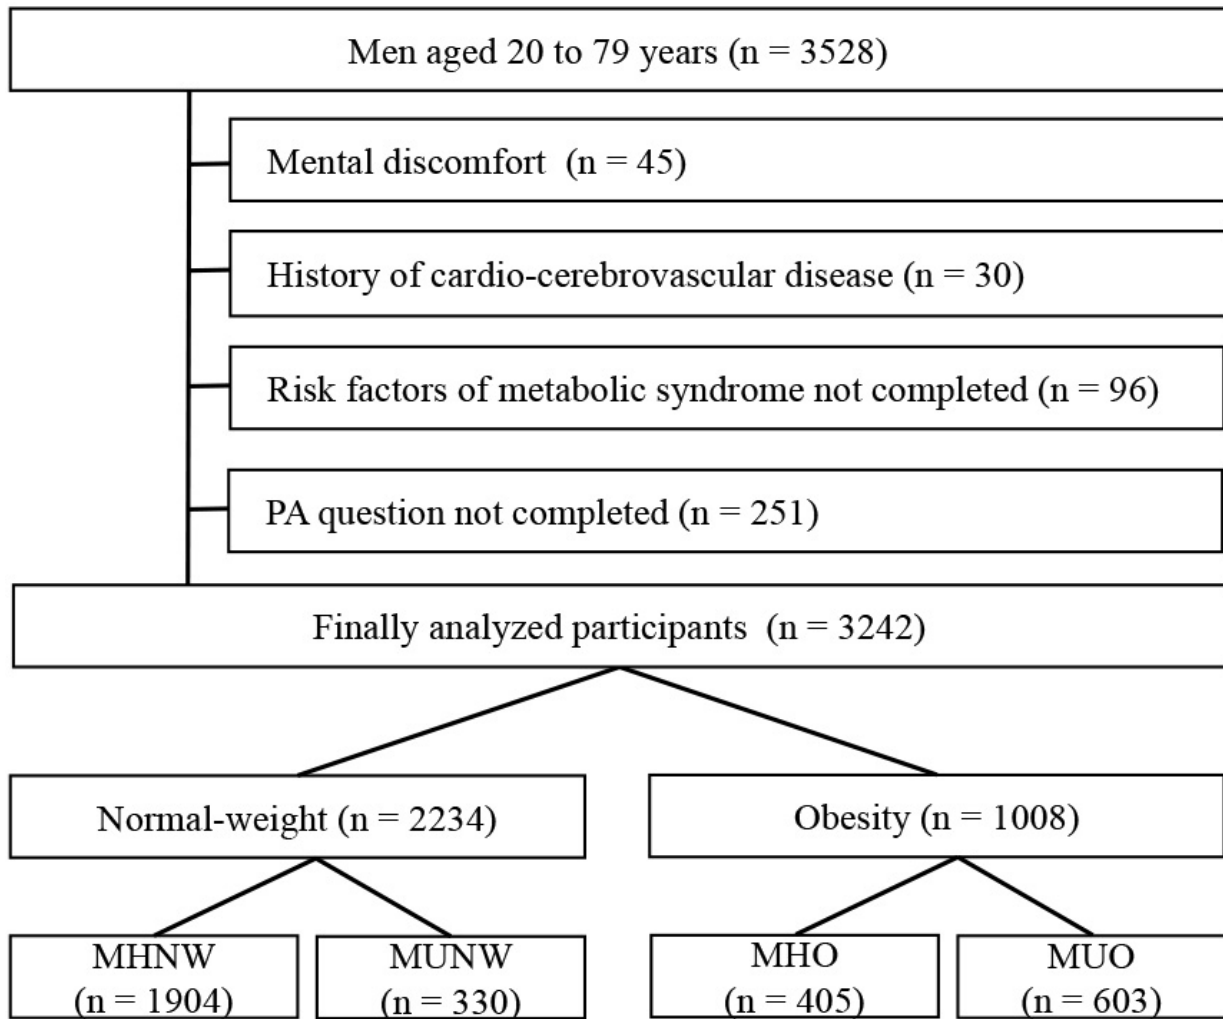 Men aged 20 to 79 years (n = 3528)
Mental discomfort (n = 45)
History of cardio-cerebrovascular disease (n = 30)
Risk factors of metabolic syndrome not completed (n = 96)
PA question not completed (n = 251)
Finally analyzed participants (n = 3242)
Normal-weight (n = 2234)
Obesity (n = 1008)
MHNW
(n = 1904)
MUNW
(n = 330)
MHO
(n = 405)
MUO
(n = 603)